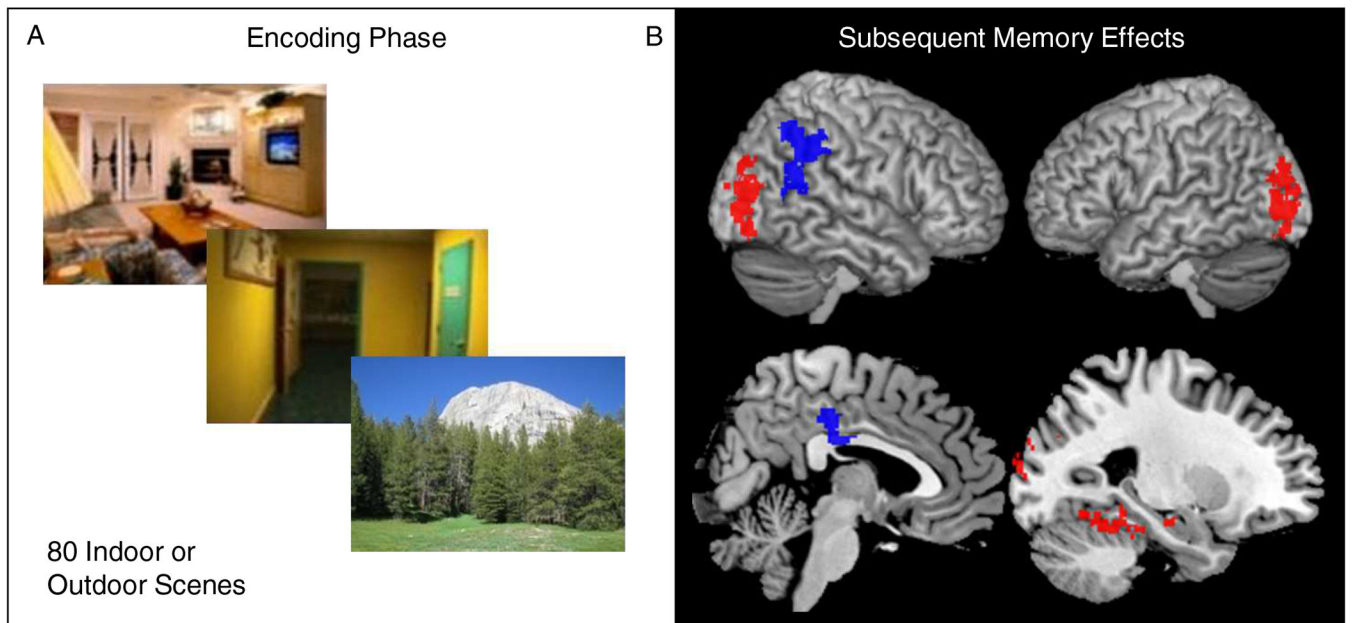 A
Encoding Phase
B
Subsequent Memory Effects
80 Indoor or
Outdoor Scenes